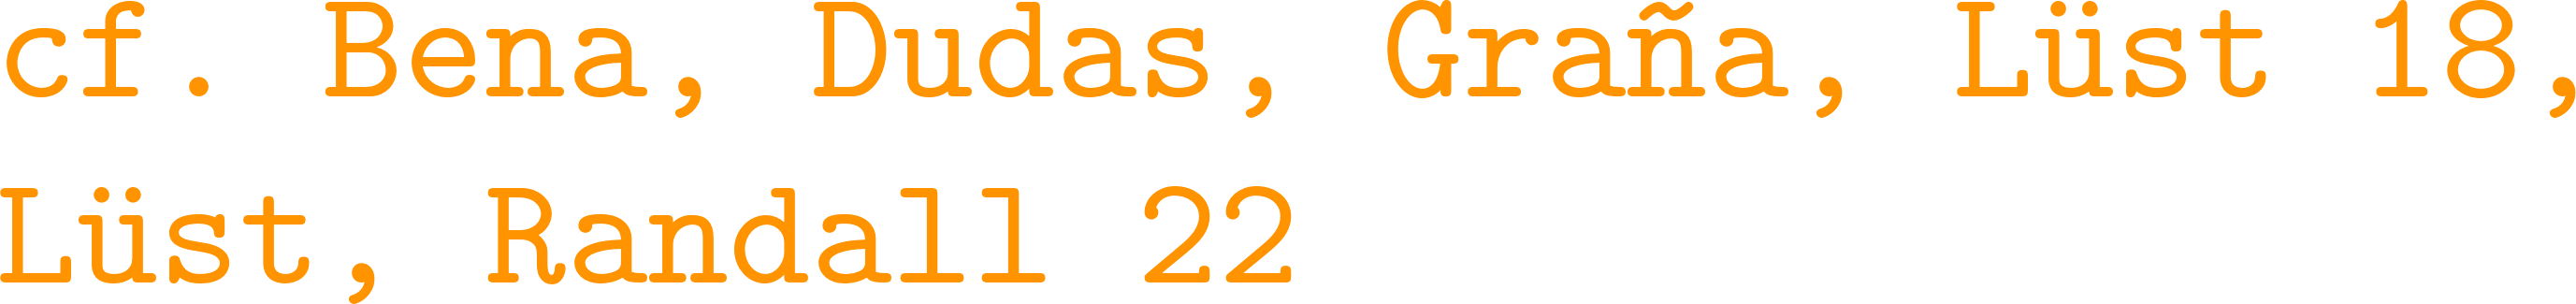 cf. Bena, Dudas, Graña, Lüst 18,
Lüst, Randall 22